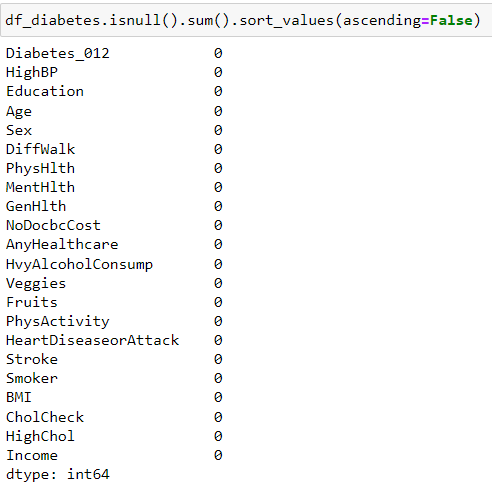 df_diabetes.isnull().sum().sort_values(ascending=False)
Diabetes_012 0
HighBP 0
Education 0
Age 0
Sex 0
DiffWalk 0
PhysHlth 0
MentHlth 0
GenHlth 0
NoDocbcCost 0
AnyHealthcare 0
HvyAlcoholConsump 0
Veggies 0
Fruits 0
PhysActivity 0
HeartDiseaseorAttack 0
Stroke 0
Smoker 0
BMI 0
CholCheck 0
HighChol 0
Income 0
dtype: int64